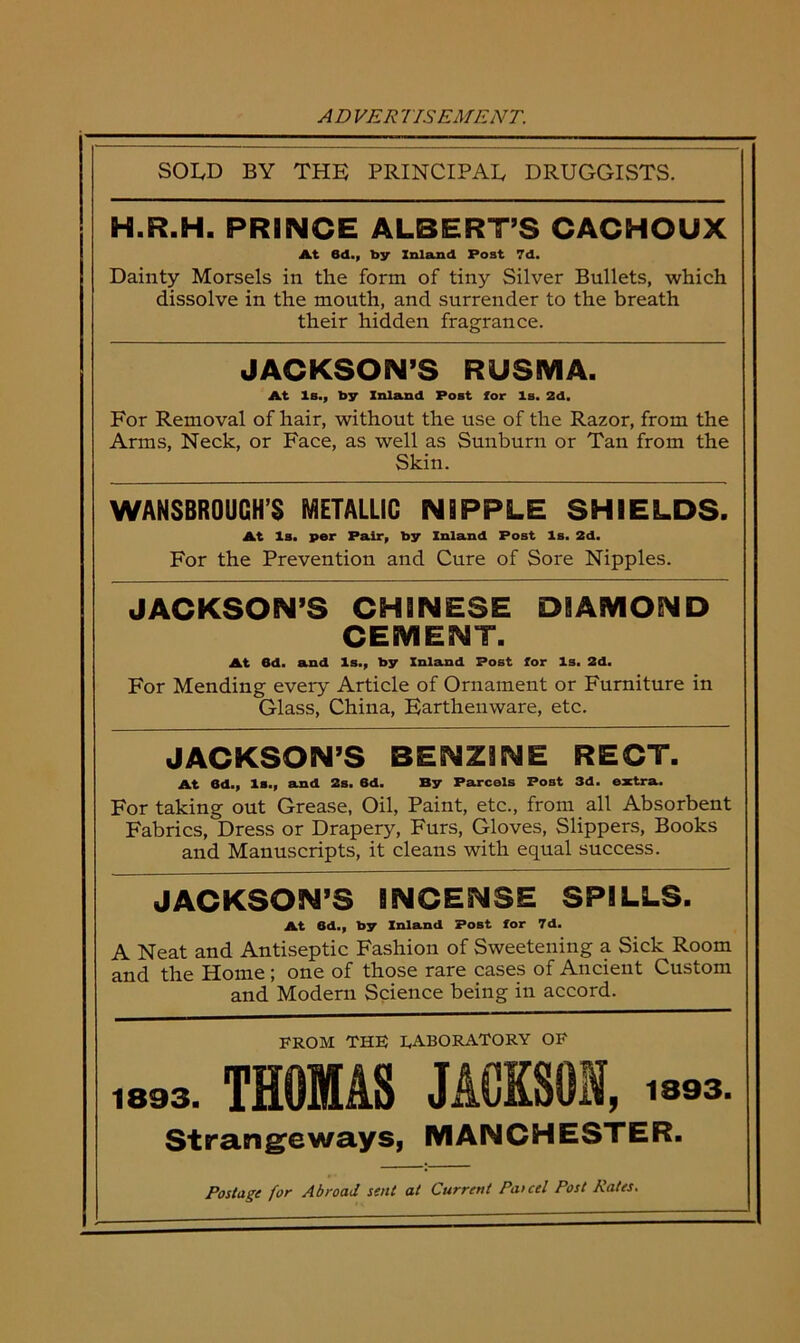 ADVERTISEMENT.
SOLD BY THE PRINCIPAL DRUGGISTS.
H.R.H. PRINCE ALBERT'S CACHOUX
At 6d., by Inland Post 7d.
Dainty Morsels in the form of tiny Silver Bullets, which
dissolve in the mouth, and surrender to the breath
their hidden fragrance.
JACKSON'S RUSMA.
At 1s., by Inland Post for 1s. 2d.
For Removal of hair, without the use of the Razor, from the
Arms, Neck, or Face, as well as Sunburn or Tan from the
Skin.
WANSBROUGH'S METALLIC NIPPLE SHIELDS.
At 1s. per Pair, by Inland Post 1s. 2d.
For the Prevention and Cure of Sore Nipples.
JACKSON'S CHINESE DIAMOND
CEMENT.
At 6d. and 1s., by Inland Post for 1s. 2d.
For Mending every Article of Ornament or Furniture in
Glass, China, Earthenware, etc.
JACKSON'S BENZINE RECT.
At 6d., 1s., and 2s. 6d. By Parcels Post 3d. extra.
For taking out Grease, Oil, Paint, etc., from all Absorbent
Fabrics, Dress or Drapery, Furs, Gloves, Slippers, Books
and Manuscripts, it cleans with equal success.
JACKSON'S INCENSE SPILLS.
At 6d., by Inland Post for 7d.
A Neat and Antiseptic Fashion of Sweetening a Sick Room
and the Home; one of those rare cases of Ancient Custom
and Modern Science being in accord.
FROM THE LABORATORY OF
1893. THOMAS JACKSON, 1893.
Strangeways, MANCHESTER.
Postage for Abroad sent at Current Parcel Post Rates.